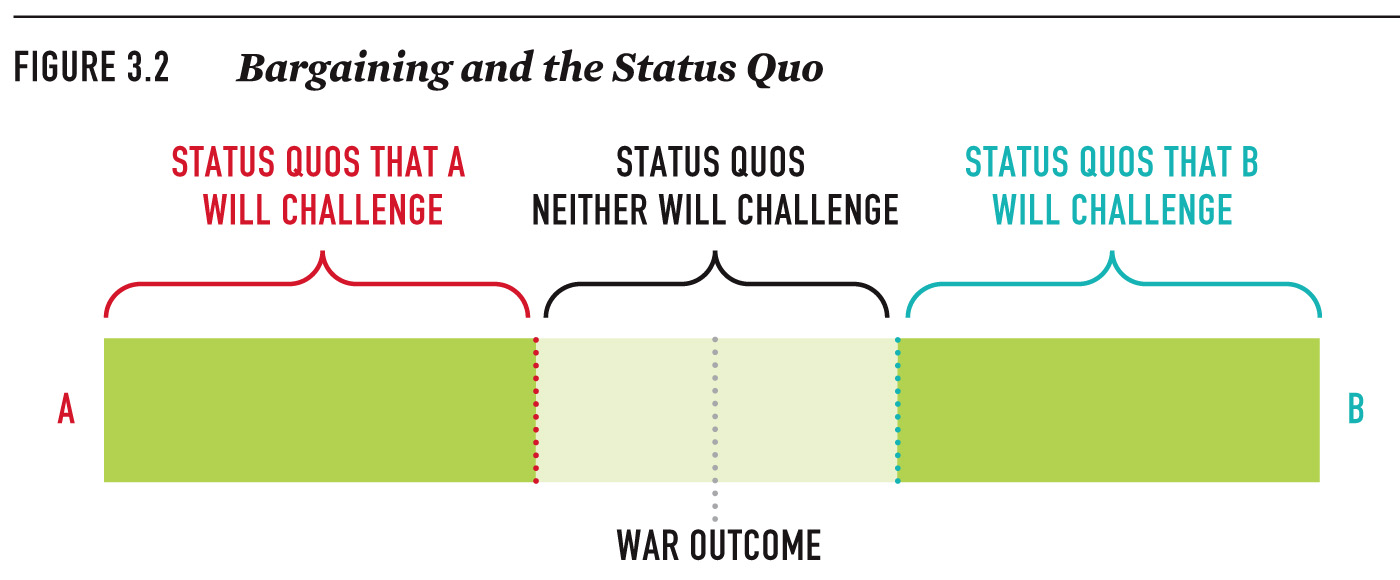 FIGURE 3.2 Bargaining and the Status Quo
STATUS QUOS THAT A
WILL CHALLENGE
STATUS QUOS
NEITHER WILL CHALLENGE
STATUS QUOS THAT B
WILL CHALLENGE
A
B
WAR OUTCOME